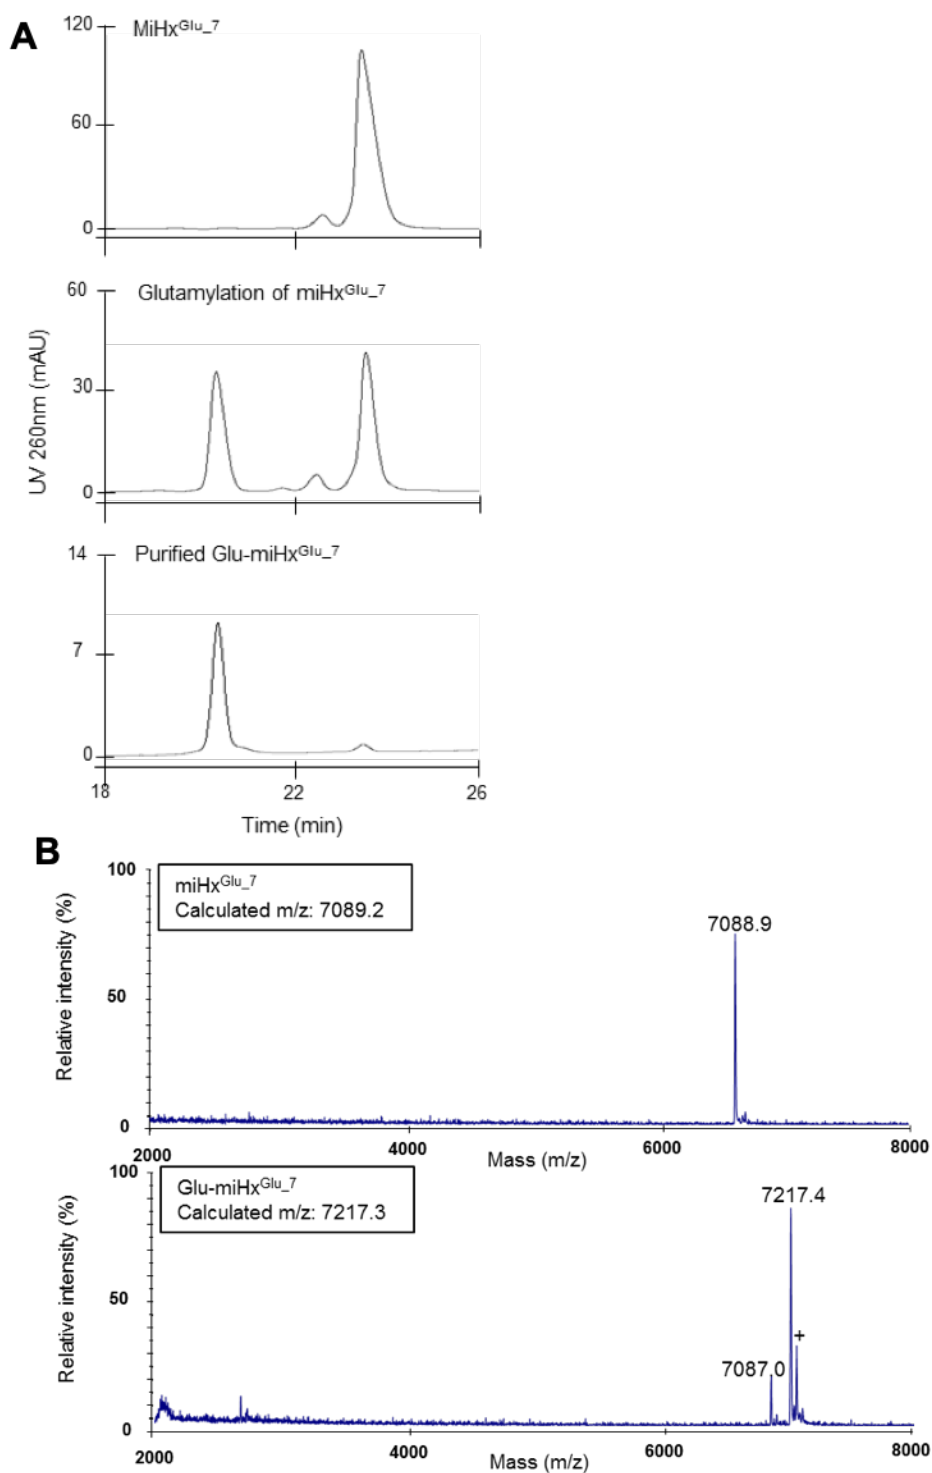 A
120
MiHxGlu_7
60
0
60
Glutamylation of miHxGlu_7
30
0
UV 260nm (mAU)
14
Purified Glu-miHxGlu_7
7
0
18 22 26
Time (min)
B
100
miHxGlu_7
Calculated m/z: 7089.2
7088.9
50
Relative intensity (%)
0
2000 4000 6000 8000
Mass (m/z)
100
Glu-miHxGlu_7
Calculated m/z: 7217.3
7217.4
50
+
7087.0
Relative intensity (%)
0
2000 4000 6000 8000
Mass (m/z)